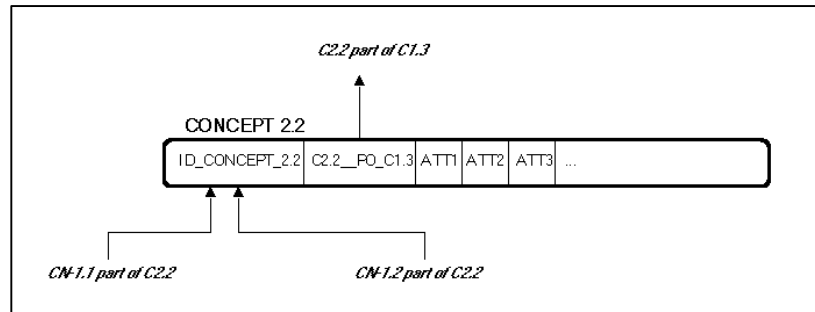 C2.2 part of C1.3
CONCEPT 2.2
ID_CONCEPT_2.2 C2.2__PO_C1.3 ATT1 ATT2 ATT3 ...
CN-1.1 part of C2.2 CN-1.2 part of C2.2